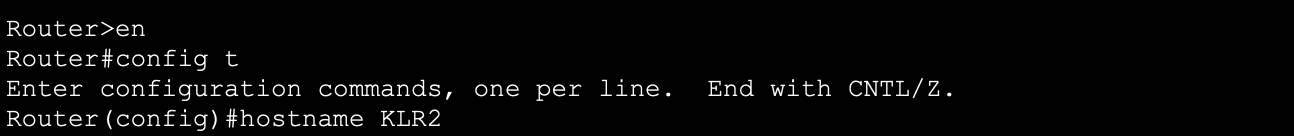 Router>en
Router#config t
Enter configuration commands, one per line.  End with CNTL/Z.
Router(config)#hostname KLR2